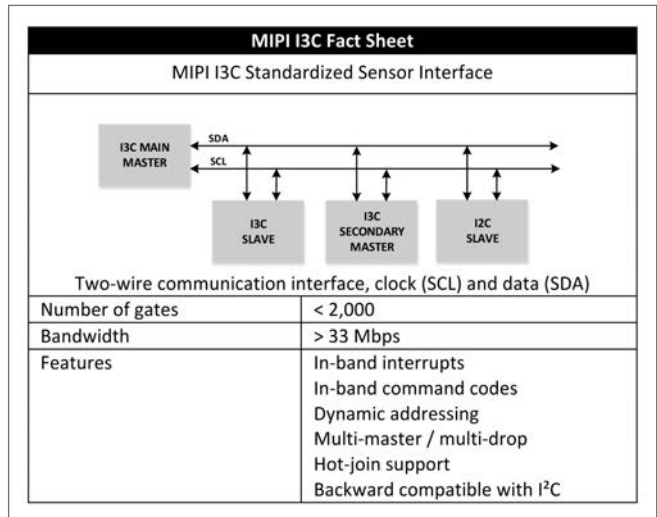 MIPI I3C Fact Sheet
MIPI I3C Standardized Sensor Interface
I3C MAIN
MASTER
SDA
SCL
I3C
SLAVE
I3C
SECONDARY
MASTER
I2C
SLAVE
Two-wire communication interface, clock (SCL) and data (SDA)
Number of gates < 2,000
Bandwidth > 33 Mbps
Features In-band interrupts
In-band command codes
Dynamic addressing
Multi-master / multi-drop
Hot-join support
Backward compatible with I²C